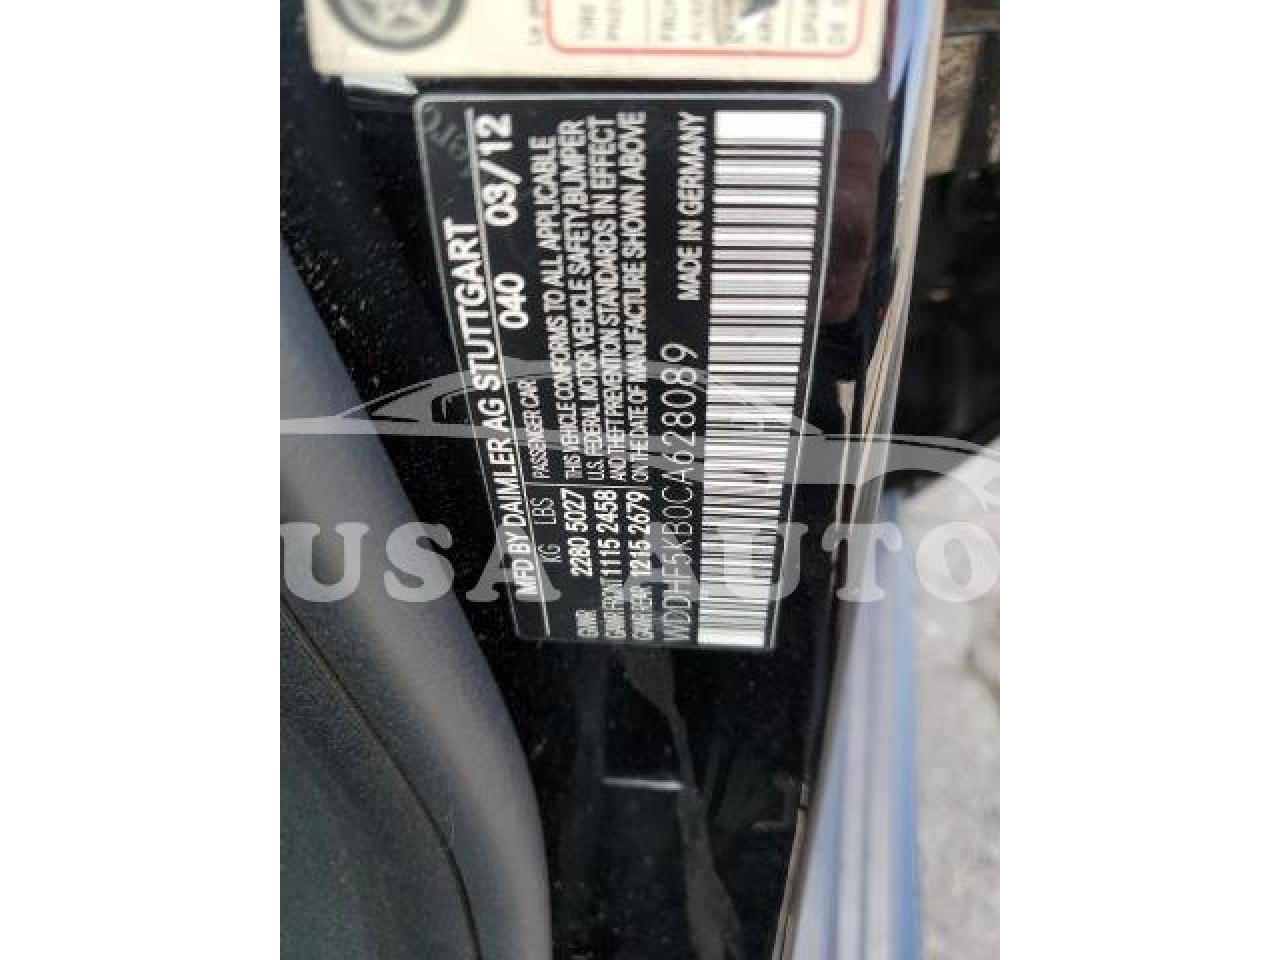 MFD BY DAIMLER AG STUTTGART
040 03/12
KG LBS PASSENGER CAR
GVWR 2280 5027 THIS VEHICLE CONFORMS TO ALL APPLICABLE
GAWR FRONT 1115 2458 U.S. FEDERAL MOTOR VEHICLE SAFETY,BUMPER
GAWR REAR 1215 2679 AND THEFT PREVENTION STANDARDS IN EFFECT
ON THE DATE OF MANUFACTURE SHOWN ABOVE
WDDHF5KB0CA628089 MADE IN GERMANY
USA AUTO